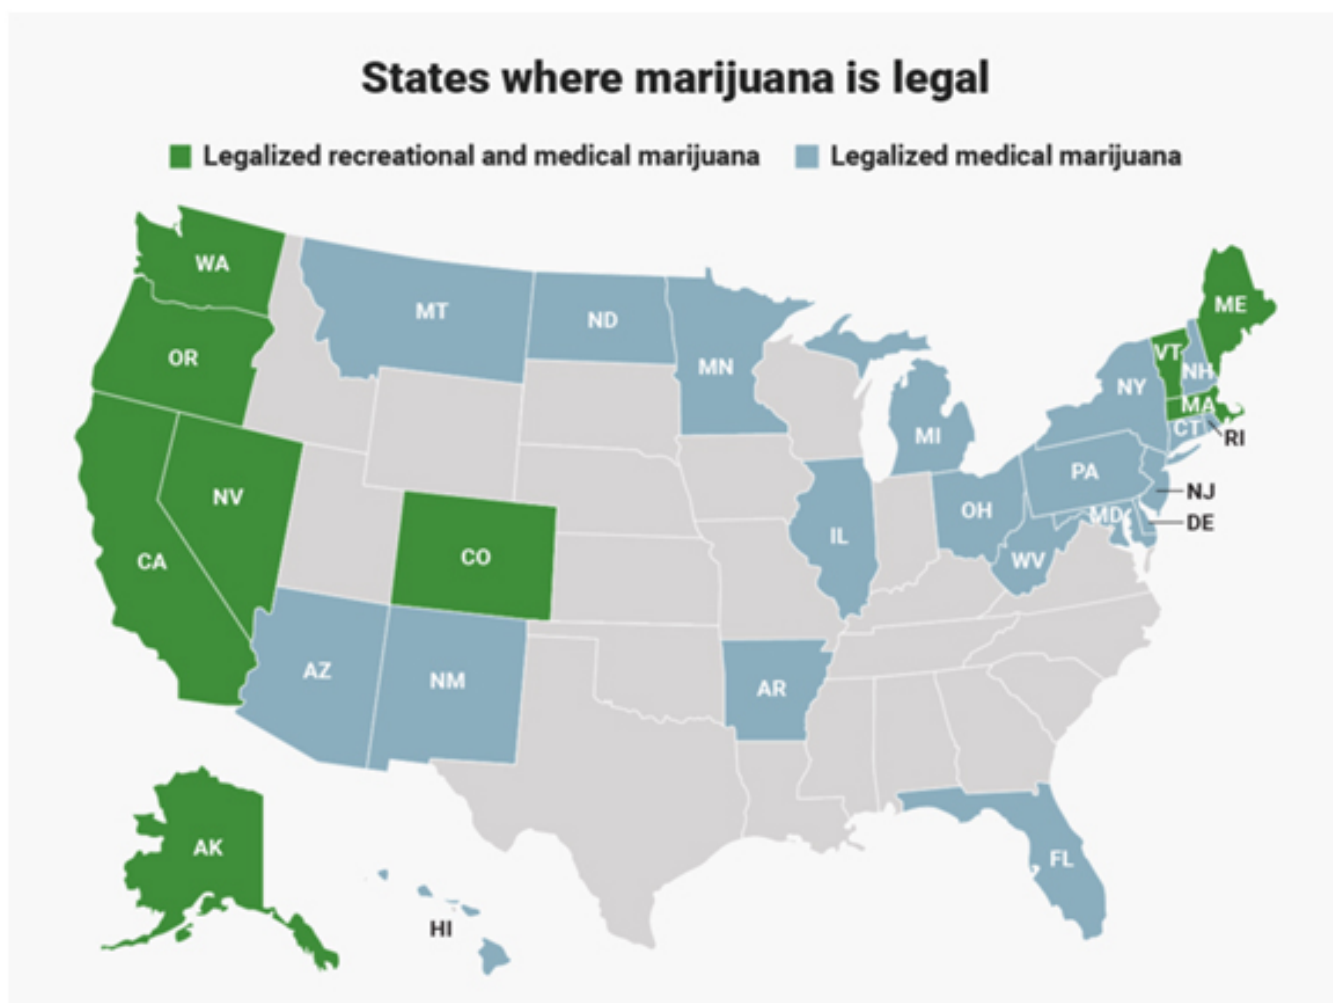 States where marijuana is legal
Legalized recreational and medical marijuana
Legalized medical marijuana
WA
MT
ND
MN
OR
ME
VT
NH
NY
MA
CT
RI
MI
PA
NJ
NV
OH
MD
DE
CA
CO
IL
WV
AZ
NM
AR
AK
FL
HI